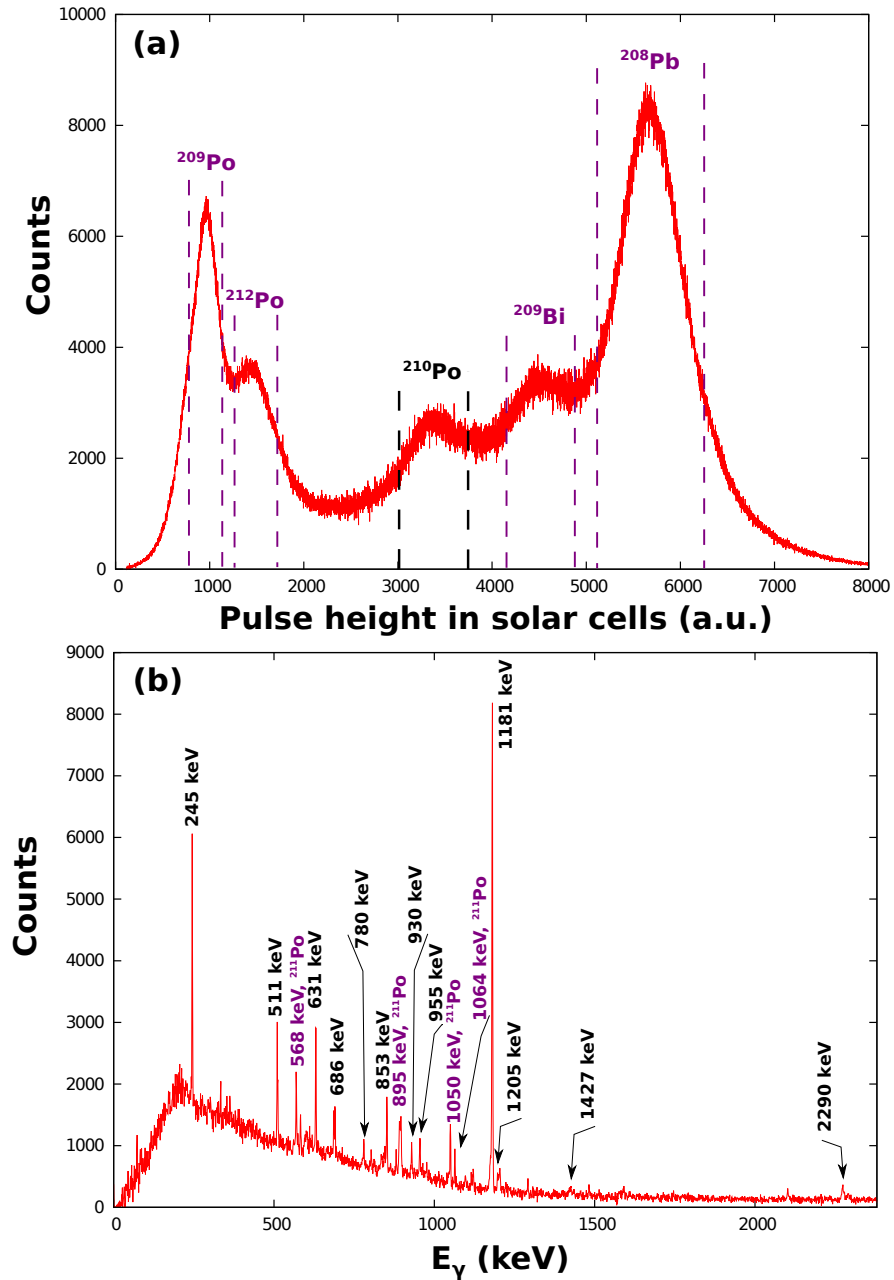 (a)
10000
8000
6000
4000
2000
0
Counts
²⁰⁹Po
²¹²Po
²¹⁰Po
²⁰⁹Bi
²⁰⁸Pb
0 1000 2000 3000 4000 5000 6000 7000 8000
Pulse height in solar cells (a.u.)
(b)
9000
8000
7000
6000
5000
4000
3000
2000
1000
0
Counts
245 keV
511 keV
568 keV, ²¹¹Po
631 keV
686 keV
780 keV
853 keV
895 keV, ²¹¹Po
930 keV
955 keV
1050 keV, ²¹¹Po
1064 keV, ²¹¹Po
1181 keV
1205 keV
1427 keV
2290 keV
0 500 1000 1500 2000
Eᵧ (keV)